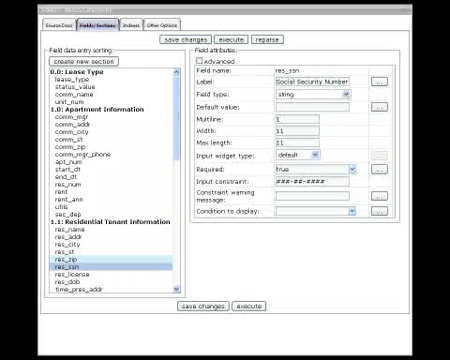 Source Docs Fields/Sections Indexes Other Options
save changes execute reparse
Field data entry sorting:
create new section
0.0: Lease Type
lease_type
status_value
comm_name
unit_num
1.0: Apartment Information
comm_mgr
comm_addr
comm_city
comm_st
comm_zip
comm_mgr_phone
apt_num
start_dt
end_dt
res_num
rent
rent_ann
utils
sec_dep
1.1: Residential Tenant Information
res_name
res_addr
res_city
res_st
res_zip
res_ssn
res_license
res_dob
time_pres_addr
Field attributes:
Advanced
Field name: res_ssn
Label: Social Security Number ...
Field type: string
Default value: ...
Multiline: 1
Width: 11
Max length: 11
Input widget type: default
Required: true ...
Input constraint: ###-##-####
Constraint warning message: ...
Condition to display: ...
save changes execute